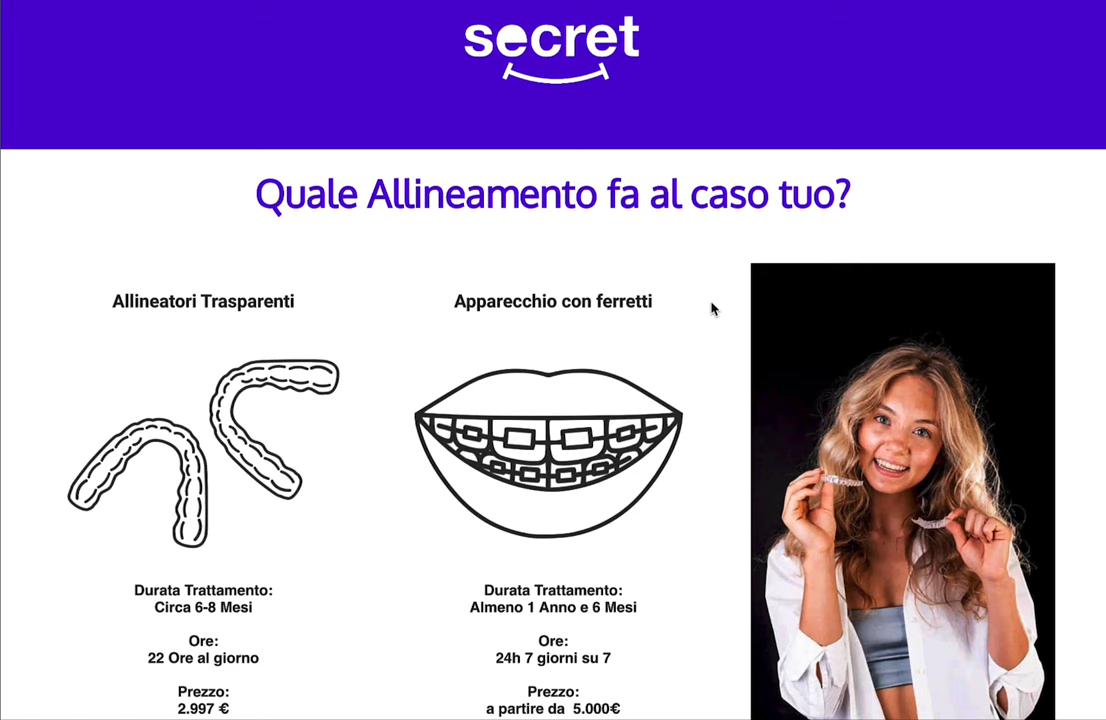 secret
Quale Allineamento fa al caso tuo?
Allineatori Trasparenti
Durata Trattamento:
Circa 6-8 Mesi
Ore:
22 Ore al giorno
Prezzo:
2.997 €
Apparecchio con ferretti
Durata Trattamento:
Almeno 1 Anno e 6 Mesi
Ore:
24h 7 giorni su 7
Prezzo:
a partire da 5.000€